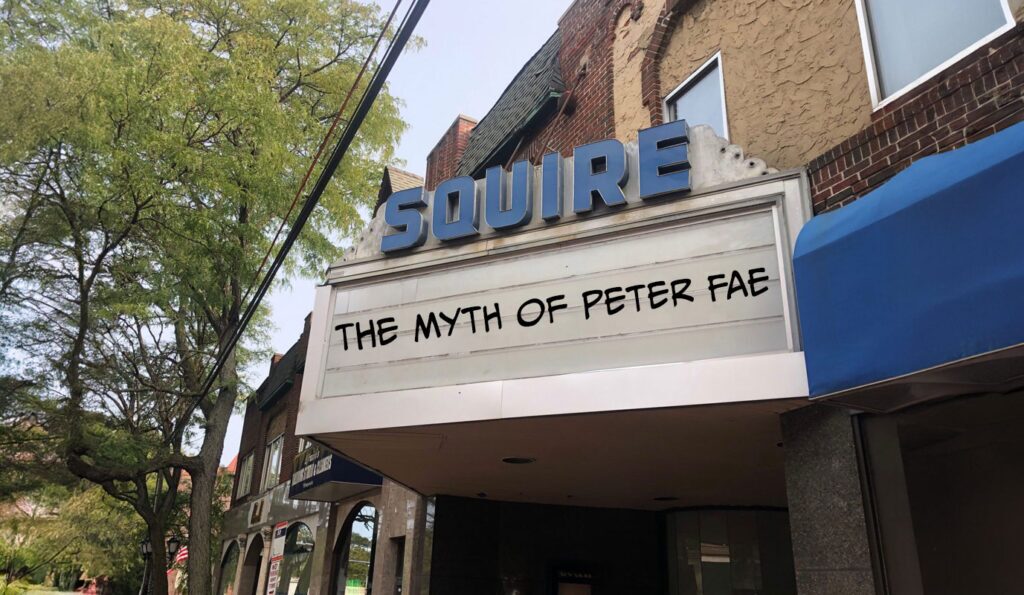 SQUIRE
THE MYTH OF PETER FAE